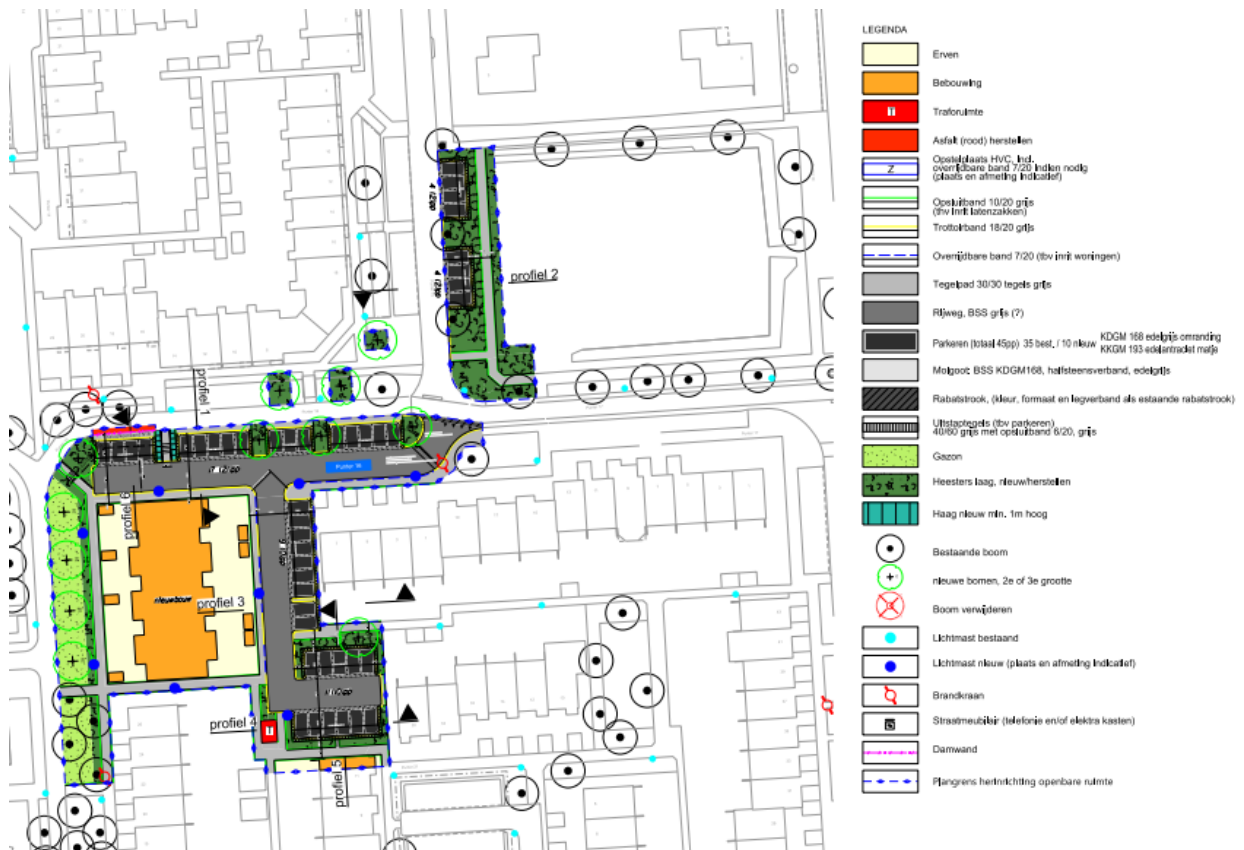 LEGENDA
Erven
Bebouwing
T
Traforuimte
Asfalt (rood) herstellen
Opstelplaats HVC, incl.
Z
overrijdbare band 7/20 indien nodig
(plaats en afmeting indicatief)
Opsluitband 10/20 grijs
(thv inrit latenzakken)
Trottoirband 18/20 grijs
Overrijdbare band 7/20 (tbv inrit woningen)
Tegelpad 30/30 tegels grijs
Rijweg, BSS grijs (?)
Parkeren (totaal 45pp) 35 best. / 10 nieuw
KDGM 168 edelgrijs omranding
KKGM 193 edelantraciet matje
Molgoot; BSS KDGM168, halfsteensverband, edelgrijs
Rabatstrook, (kleur, formaat en legverband als estaande rabatstrook)
Uitstaptegels (tbv parkeren)
40/60 grijs met opsluitband 6/20, grijs
Gazon
Heesters laag, nieuw/herstellen
Haag nieuw min. 1m hoog
Bestaande boom
nieuwe bomen, 2e of 3e grootte
Boom verwijderen
Lichtmast bestaand
Lichtmast nieuw (plaats en afmeting indicatief)
Brandkraan
Straatmeubilair (telefonie en/of elektra kasten)
Damwand
Plangrens herinrichting openbare ruimte
profiel 2
profiel 1
profiel 6
nieuwbouw
profiel 3
profiel 4
T
profiel 5